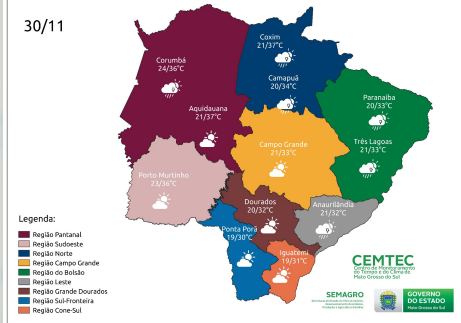 30/11
Coxim
21/37°C
Corumbá
24/36°C
Camapuã
20/34°C
Paranaíba
20/33°C
Aquidauana
21/37°C
Campo Grande
21/33°C
Três Lagoas
21/33°C
Porto Murtinho
23/36°C
Dourados
20/32°C
Anaurilândia
21/32°C
Ponta Porã
19/30°C
Iguatemi
19/31°C
Legenda:
Região Pantanal
Região Sudoeste
Região Norte
Região Campo Grande
Região do Bolsão
Região Leste
Região Grande Dourados
Região Sul-Fronteira
Região Cone-Sul
CEMTEC
Centro de Monitoramento
do Tempo e do Clima de
Mato Grosso do Sul
SEMAGRO
GOVERNO
DO ESTADO
Mato Grosso do Sul